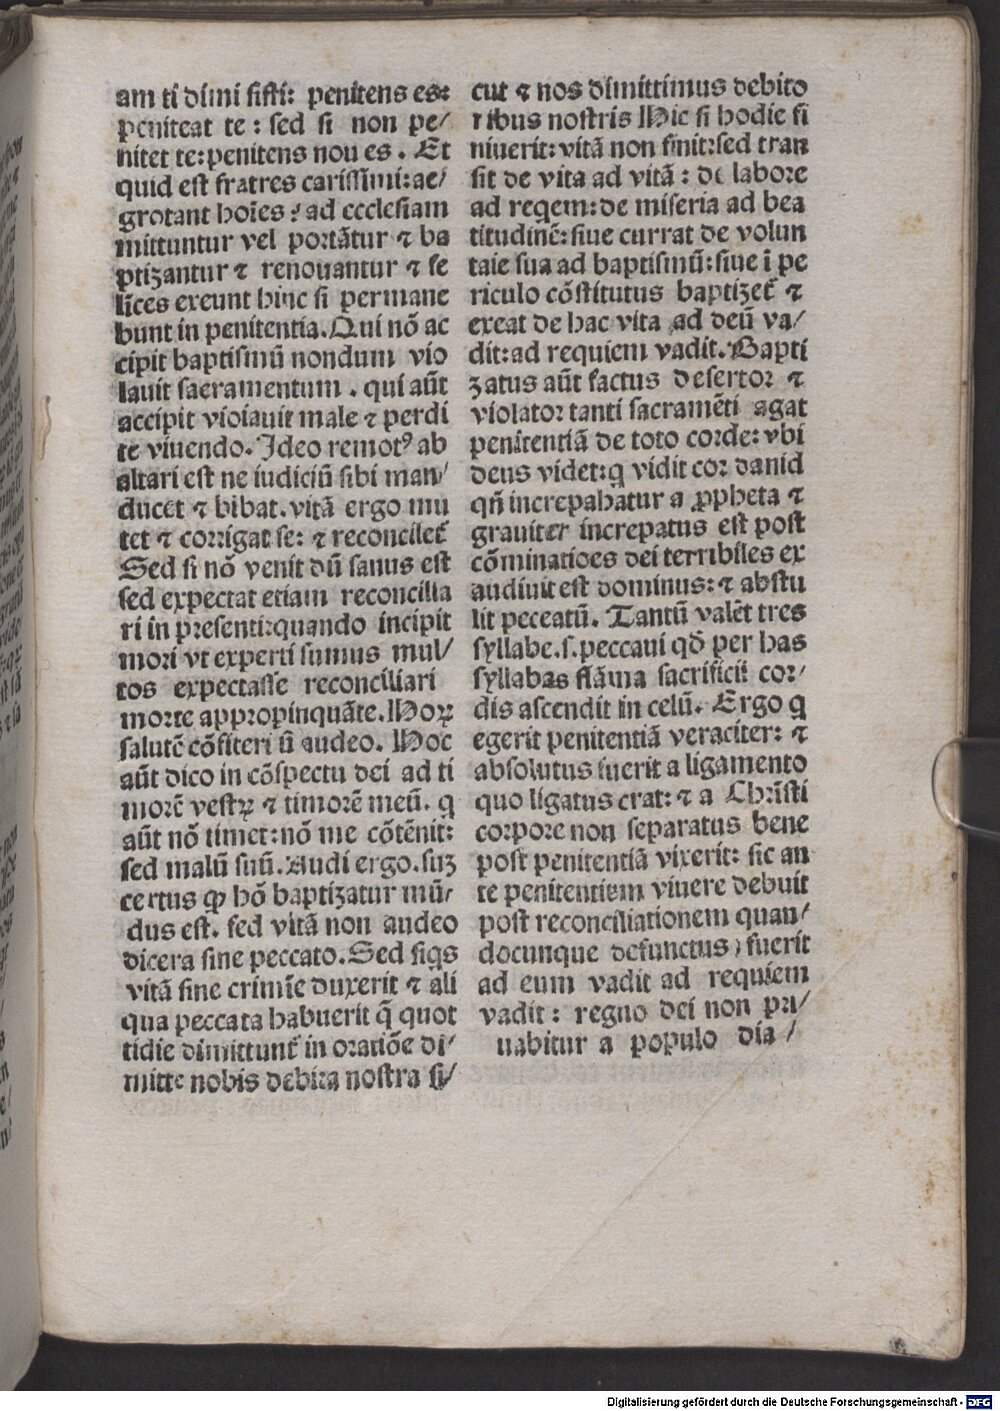 am ti dimi sisti: penitens es:
peniteat te : sed si non pe/
nitet te: penitens non es . Et
quid est fratres carissimi: ae/
grotant hoīes? ad ecclesiam
mittuntur vel portātur ⁊ ba
ptizantur ⁊ renouantur ⁊ fe
lices exeunt hinc si permane
bunt in penitentia. Qui nō ac
cipit baptismū nondum vio
lauit saeramentum . qui aūt
accipit violauit male ⁊ perdi
te viuendo. Ideo remotꝰ ab
altari est ne iudiciū sibi man/
ducet ⁊ bibat. vitā ergo mu
tet ⁊ corrigat se: ⁊ reconcilet̄
Sed si nō venit dū sanus est
sed expectat etiam reconcilia
ri in presenti: quando incipit
mori vt experti sumus mul/
tos expectasse reconciliari
morte appropinquāte. Hoꝝ
salutē cōfiteri ū audeo. Hoc
aūt dico in cōspectu dei ad ti
morē vestꝝ ⁊ timorē meū. q
aūt nō timet: nō me cōtēnit:
sed malū suū. Audi ergo. suꝫ
certus ꝙ hō baptizatur mū/
dus est. sed vitā non audeo
dicera sine peccato. Sed siqs
vitā sine crimīe duxerit ⁊ ali
qua peccata habuerit q̄ quot
tidie dimittunt̄ in oratiōe di/
mitte nobis debita nostra si/
cut ⁊ nos dimittimus debito
ribus nostris Hic si hodie fi
niuerit: vitā non finit: sed tran
sit de vita ad vitā : de labore
ad reqem: de miseria ad bea
titudinē: siue currat de volun
taie sua ad baptismū: siue ī pe
riculo cōstitutus baptizet̄ ⁊
exeat de hac vita ad deū va/
dit: ad requiem vadit. Bapti
zatus aūt factus desertor ⁊
violator tanti sacramēti agat
penitentiā de toto corde: vbi
deus videt: q vidit cor dauid
qn̄ increpabatur a ꝓpheta ⁊
grauiter increpatus est post
cōminatioes dei terribiles ex
audiuit est dominus: ⁊ abstu
lit peccatū. Tantū valēt tres
syllabe. s. peccaui qd̄ per has
syllabas flāma sacrificii cor/
dis ascendit in celū. Ergo q
egerit penitentiā veraciter: ⁊
absolutus fuerit a ligamento
quo ligatus erat: ⁊ a Chr̄isti
corpore non separatus bene
post penitentiā vixerit: sic an
te penitentiem viuere debuit
post reconciliationem quan/
docunque defunctus) fuerit
ad eum vadit ad requiem
vadit : regno dei non pri/
uabitur a populo dia /
Digitalisierung gefördert durch die Deutsche Forschungsgemeinschaft - DFG